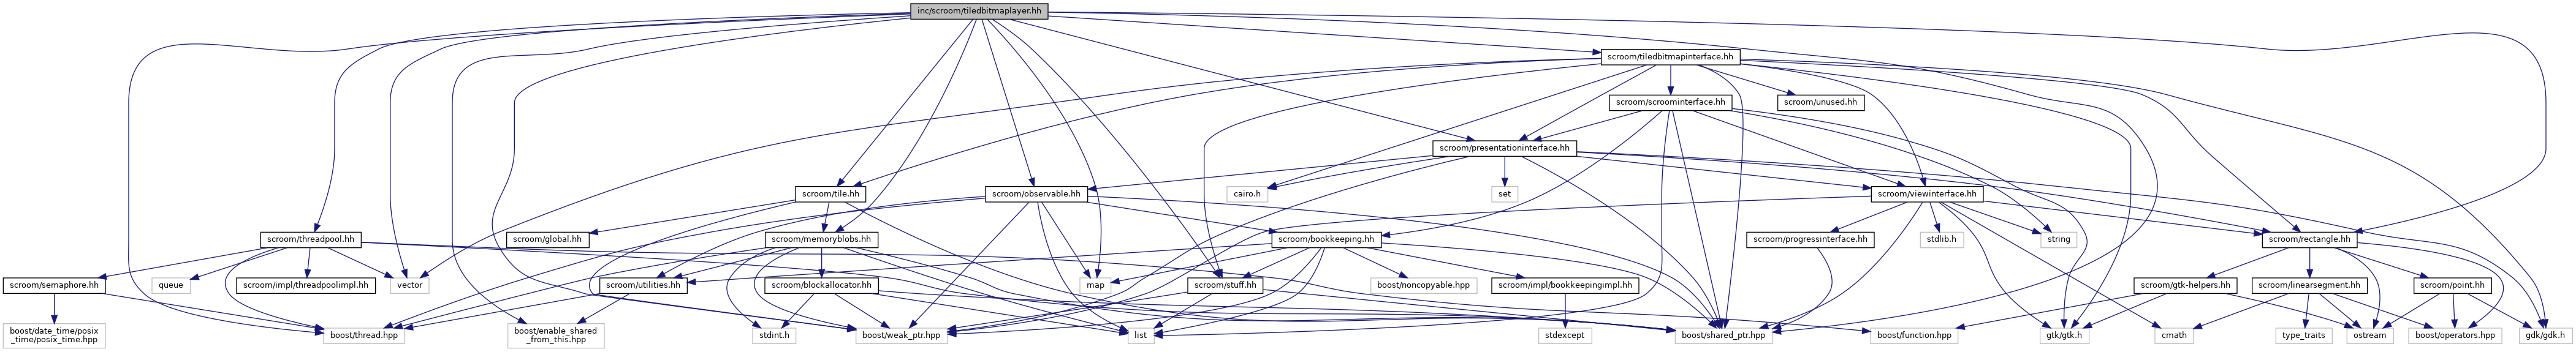 inc/scroom/tiledbitmaplayer.hh
scroom/tiledbitmapinterface.hh
scroom/scroominterface.hh
scroom/unused.hh
scroom/presentationinterface.hh
scroom/tile.hh
scroom/observable.hh
cairo.h
set
scroom/viewinterface.hh
scroom/threadpool.hh
scroom/global.hh
scroom/memoryblobs.hh
scroom/bookkeeping.hh
scroom/progressinterface.hh
stdlib.h
string
scroom/rectangle.hh
scroom/semaphore.hh
queue
scroom/impl/threadpoolimpl.hh
vector
scroom/utilities.hh
scroom/blockallocator.hh
map
scroom/stuff.hh
boost/noncopyable.hpp
scroom/impl/bookkeepingimpl.hh
scroom/gtk-helpers.hh
scroom/linearsegment.hh
scroom/point.hh
boost/date_time/posix
_time/posix_time.hpp
boost/thread.hpp
boost/enable_shared
_from_this.hpp
stdint.h
boost/weak_ptr.hpp
list
stdexcept
boost/shared_ptr.hpp
boost/function.hpp
gtk/gtk.h
cmath
type_traits
ostream
boost/operators.hpp
gdk/gdk.h